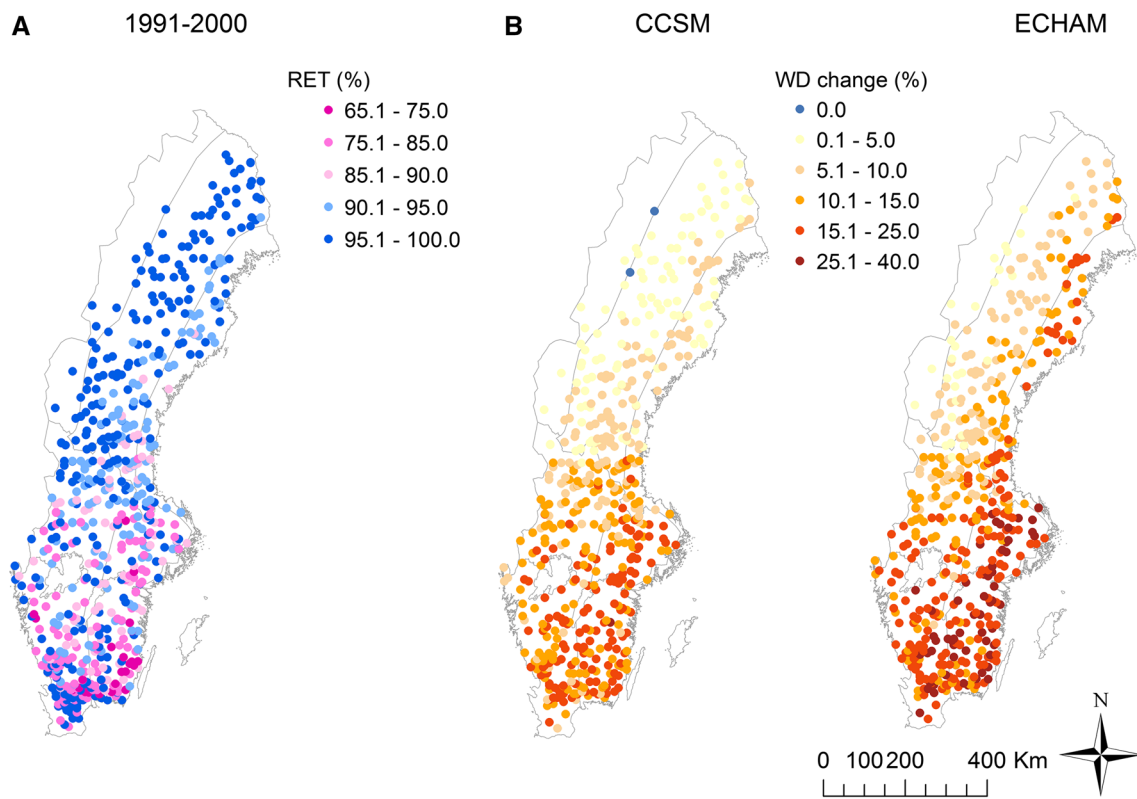 A 1991-2000 B CCSM ECHAM
RET (%)
65.1 - 75.0
75.1 - 85.0
85.1 - 90.0
90.1 - 95.0
95.1 - 100.0
WD change (%)
0.0
0.1 - 5.0
5.1 - 10.0
10.1 - 15.0
15.1 - 25.0
25.1 - 40.0
N
0 100 200 400 Km